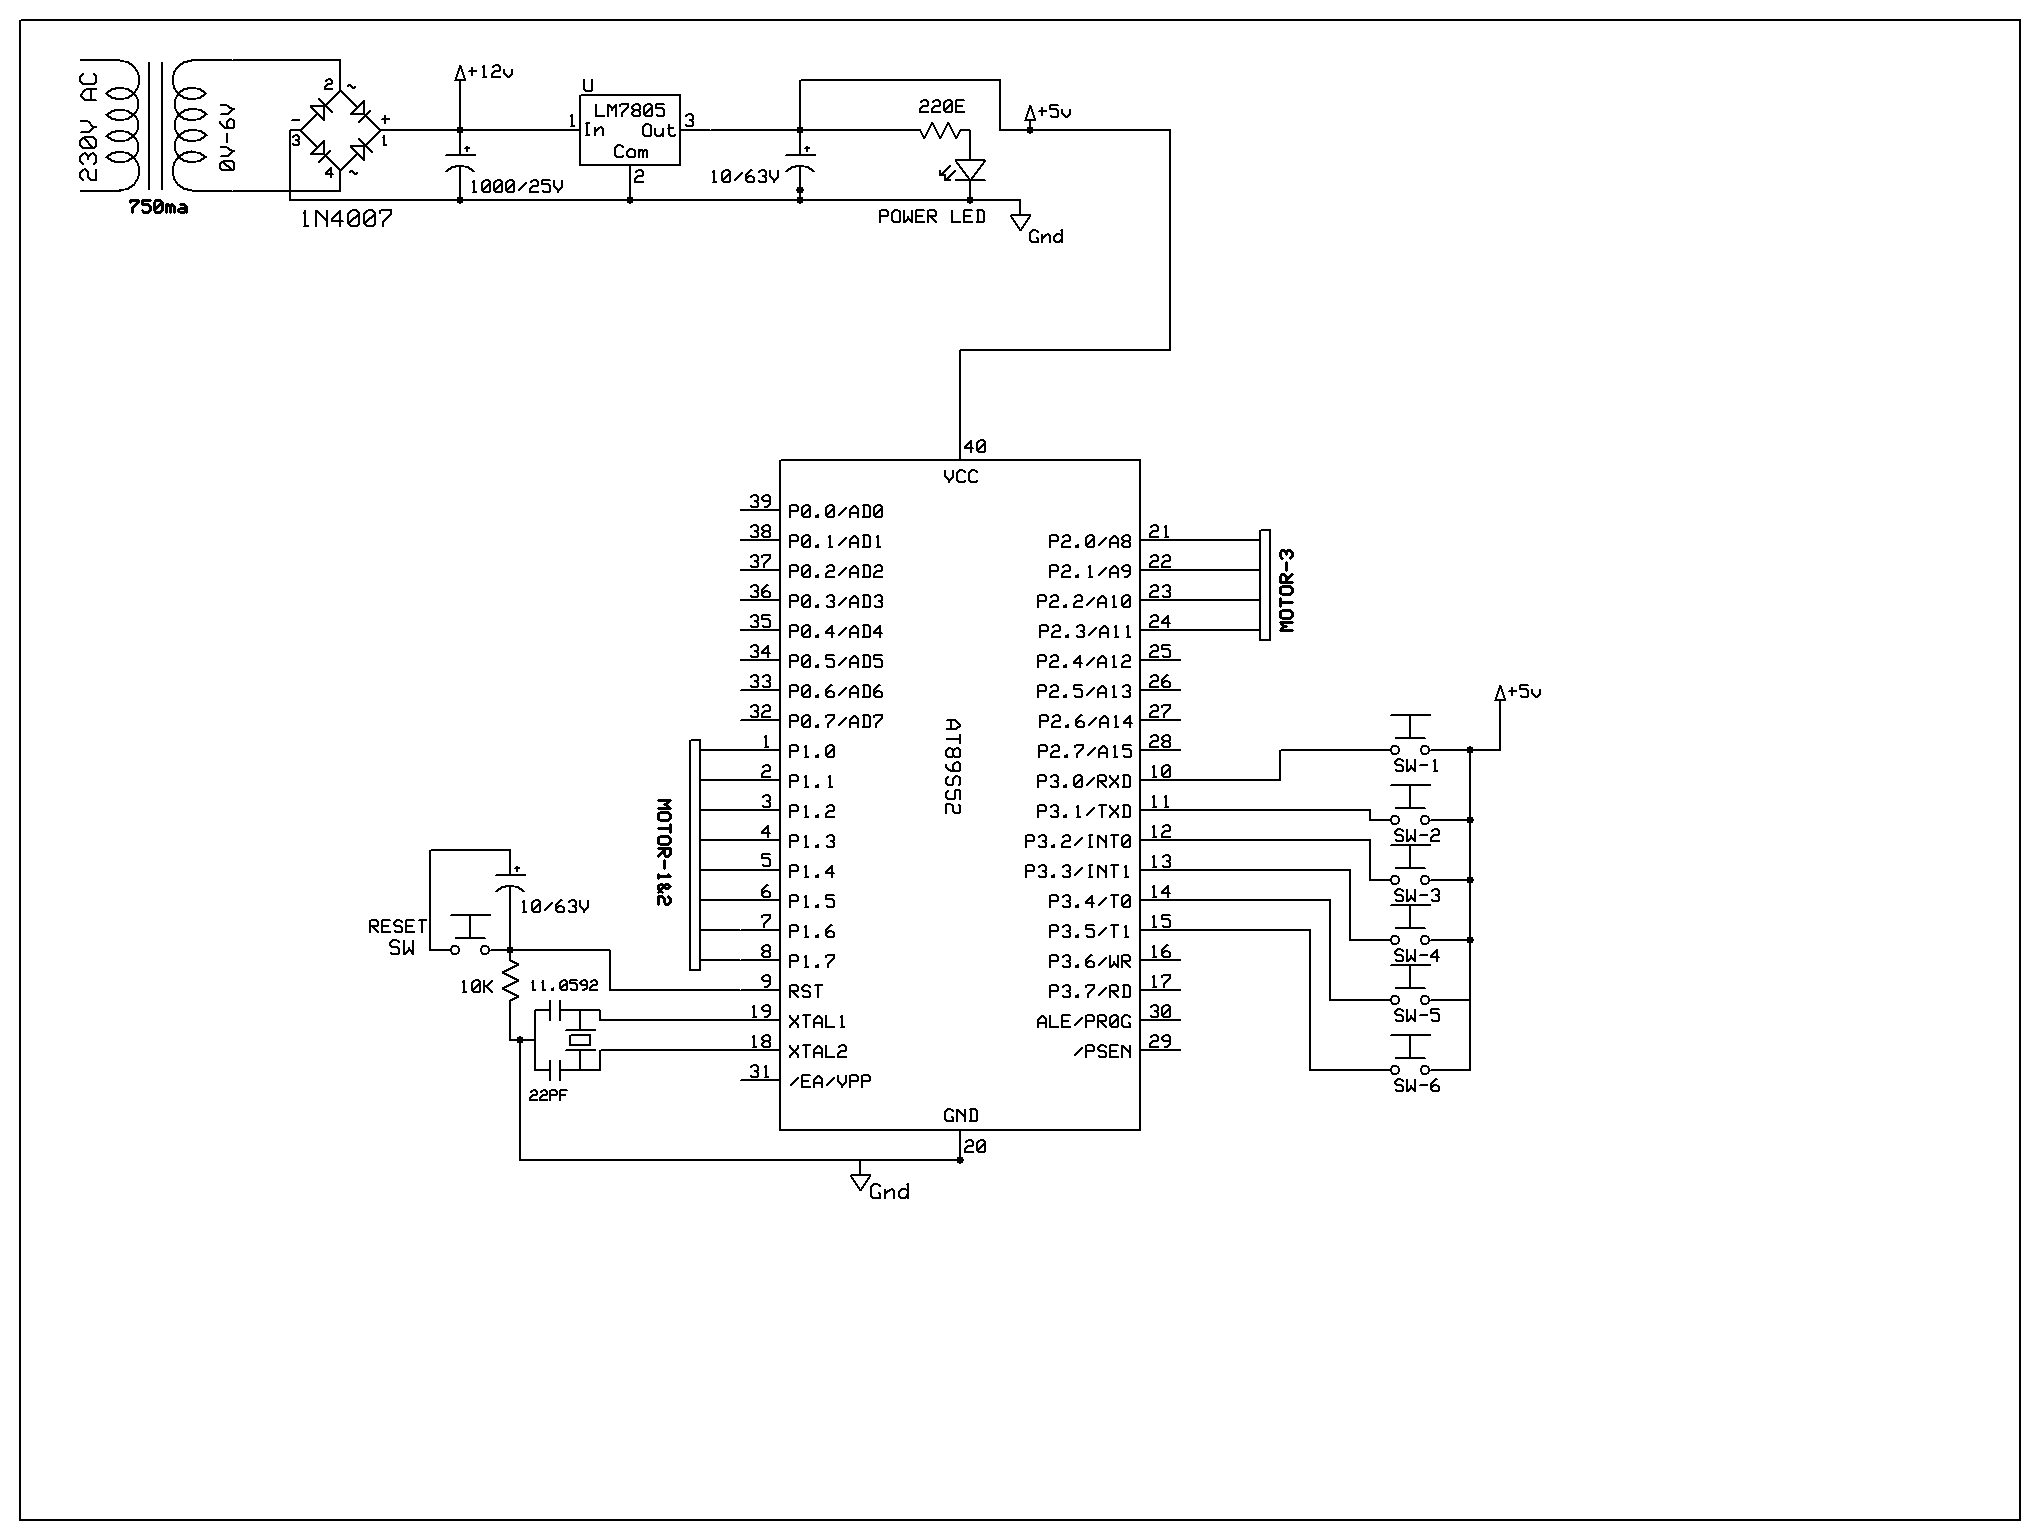 230V AC
0V-6V
750ma
2
~
-
3
+
1
4
~
1N4007
+12v
1000/25V
U
LM7805
1
In
Out
3
Com
2
10/63V
220E
+5v
POWER LED
Gnd
40
VCC
39 P0.0/AD0
38 P0.1/AD1
37 P0.2/AD2
36 P0.3/AD3
35 P0.4/AD4
34 P0.5/AD5
33 P0.6/AD6
32 P0.7/AD7
1 P1.0
2 P1.1
3 P1.2
4 P1.3
5 P1.4
6 P1.5
7 P1.6
8 P1.7
9 RST
19 XTAL1
18 XTAL2
31 /EA/VPP
AT89S52
P2.0/A8 21
P2.1/A9 22
P2.2/A10 23
P2.3/A11 24
P2.4/A12 25
P2.5/A13 26
P2.6/A14 27
P2.7/A15 28
P3.0/RXD 10
P3.1/TXD 11
P3.2/INT0 12
P3.3/INT1 13
P3.4/T0 14
P3.5/T1 15
P3.6/WR 16
P3.7/RD 17
ALE/PR0G 30
/PSEN 29
GND
20
Gnd
MOTOR-3
MOTOR-1&2
+
10/63V
RESET
SW
10K
11.0592
22PF
+5v
SW-1
SW-2
SW-3
SW-4
SW-5
SW-6